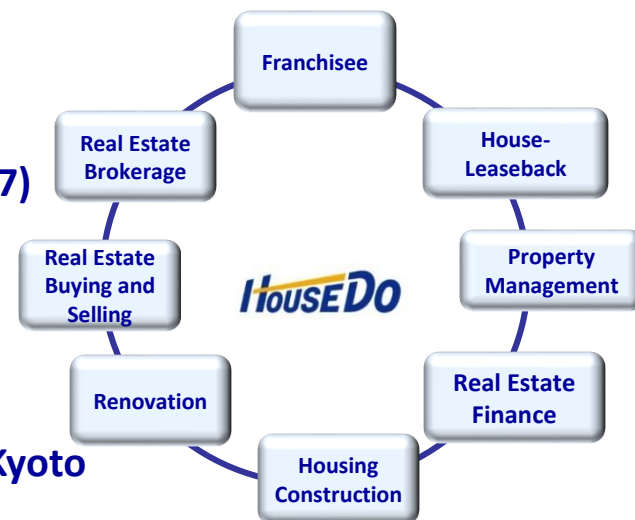 Franchisee
Real Estate
Brokerage
House-
Leaseback
7)
Real Estate
Buying and
Selling
HouseDo
Property
Management
Renovation
Real Estate
Finance
Kyoto
Housing
Construction